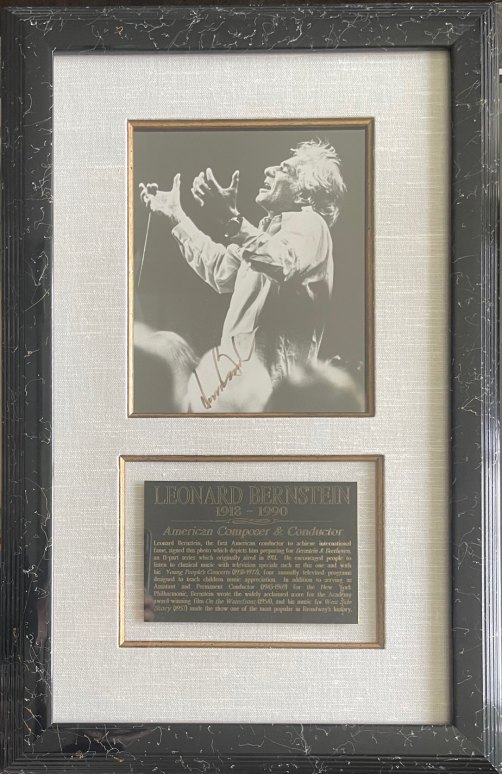 LEONARD BERNSTEIN
1918 - 1990
American Composer & Conductor
Leonard Bernstein, the first American conductor to achieve international
fame, signed this photo which depicts him preparing for Bernstein & Beethoven,
an 11-part series which originally aired in 1981. He encouraged people to
listen to classical music with television specials such as this one and with
his Young People's Concerts (1958-1972), four annually televised programs
designed to teach children music appreciation. In addition to serving as
Assistant and Permanent Conductor for the New York
Philharmonic, Bernstein wrote the widely acclaimed score for the Academy
award winning film On the Waterfront (1954), and his music for West Side
Story (1957) made the show one of the most popular in Broadway's history.